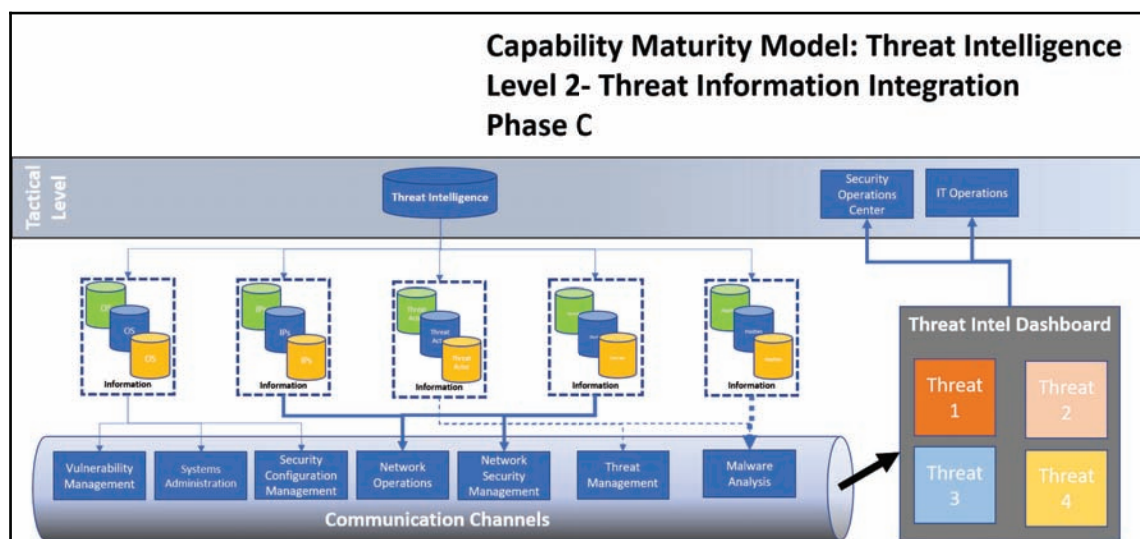 Capability Maturity Model: Threat Intelligence
Level 2- Threat Information Integration
Phase C
Tactical
Level
Threat Intelligence
Security
Operations
Center
IT Operations
OS
OS
OS
Information
IPs
IPs
IPs
Information
Threat
Threat
Threat
Actor
Information
Information
Information
Threat Intel Dashboard
Threat
1
Threat
2
Threat
3
Threat
4
Vulnerability
Management
Systems
Administration
Security
Configuration
Management
Network
Operations
Network
Security
Management
Threat
Management
Malware
Analysis
Communication Channels